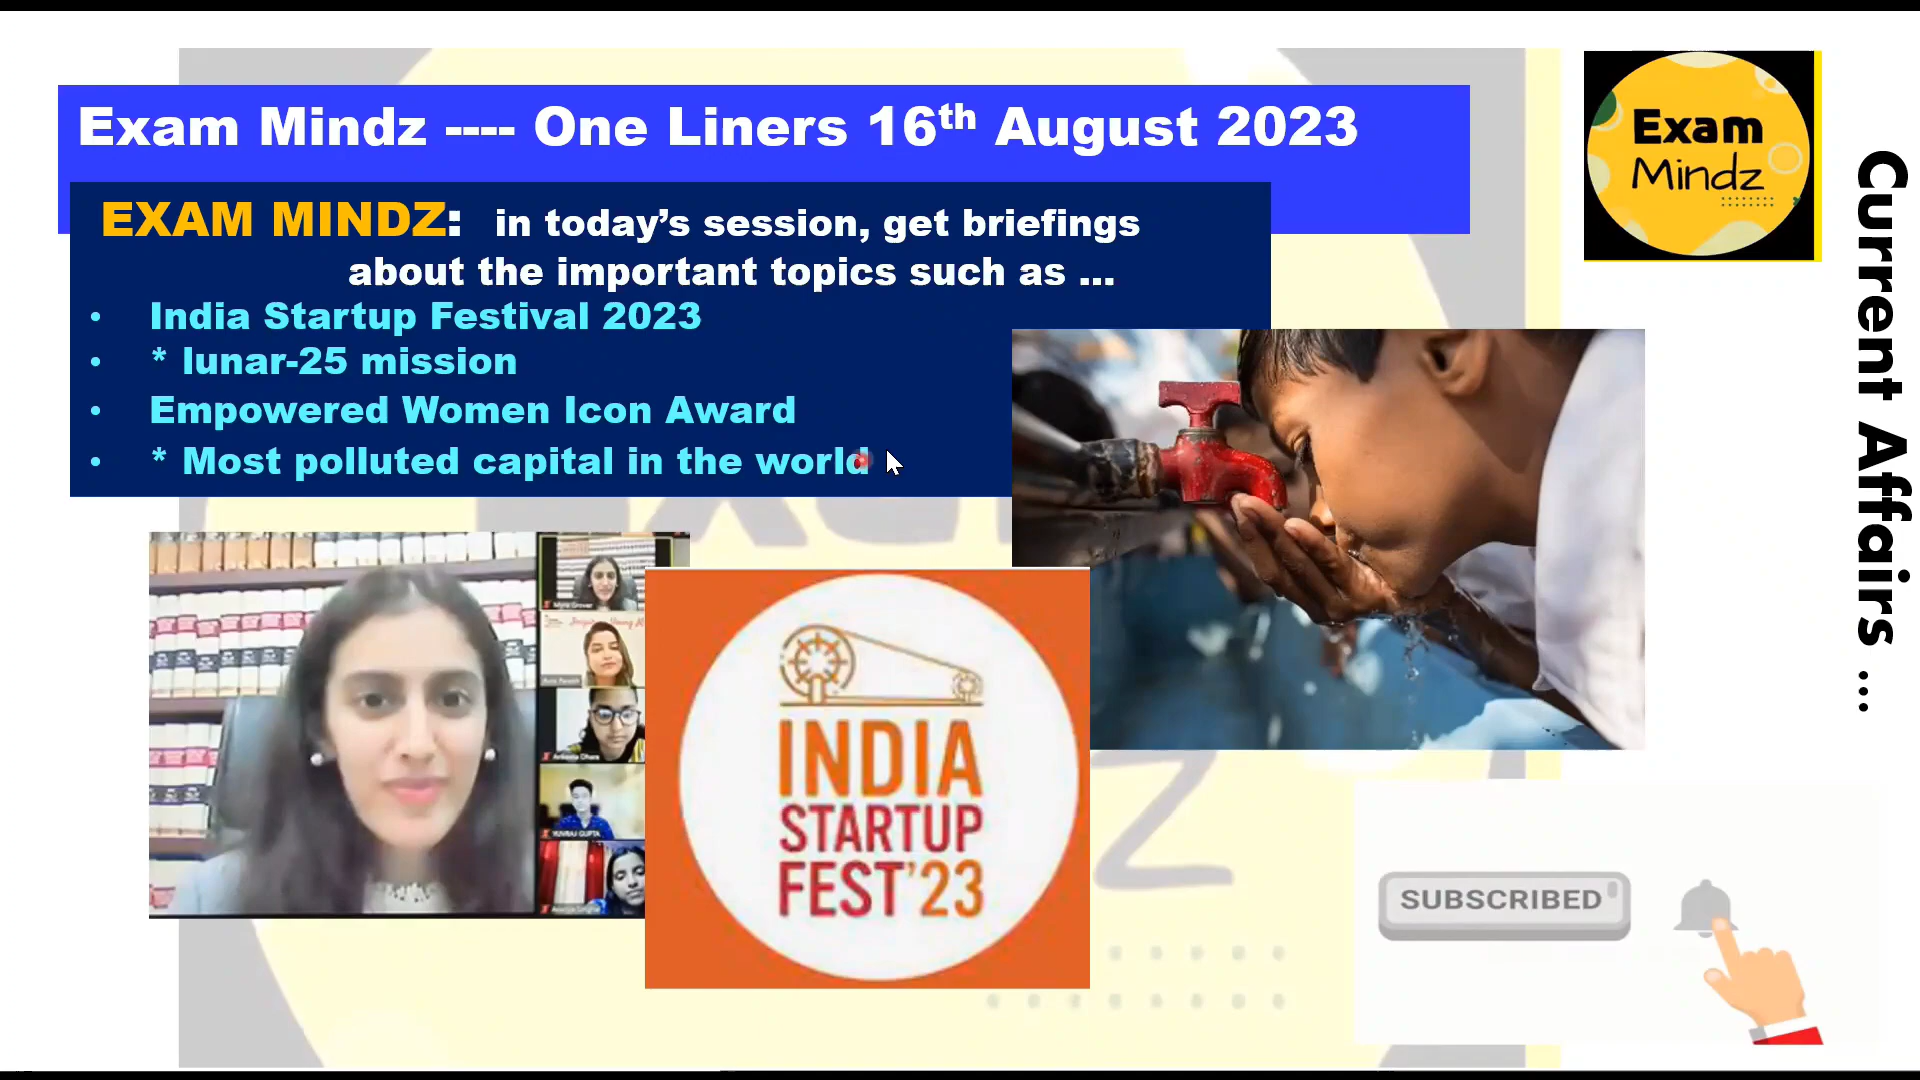 Exam Mindz ---- One Liners 16th August 2023
EXAM MINDZ: in today’s session, get briefings
about the important topics such as ...
• India Startup Festival 2023
• * lunar-25 mission
• Empowered Women Icon Award
• * Most polluted capital in the world
Exam
Mindz
Current Affairs ...
INDIA
STARTUP
FEST'23
YUVRAJ GUPTA
SUBSCRIBED